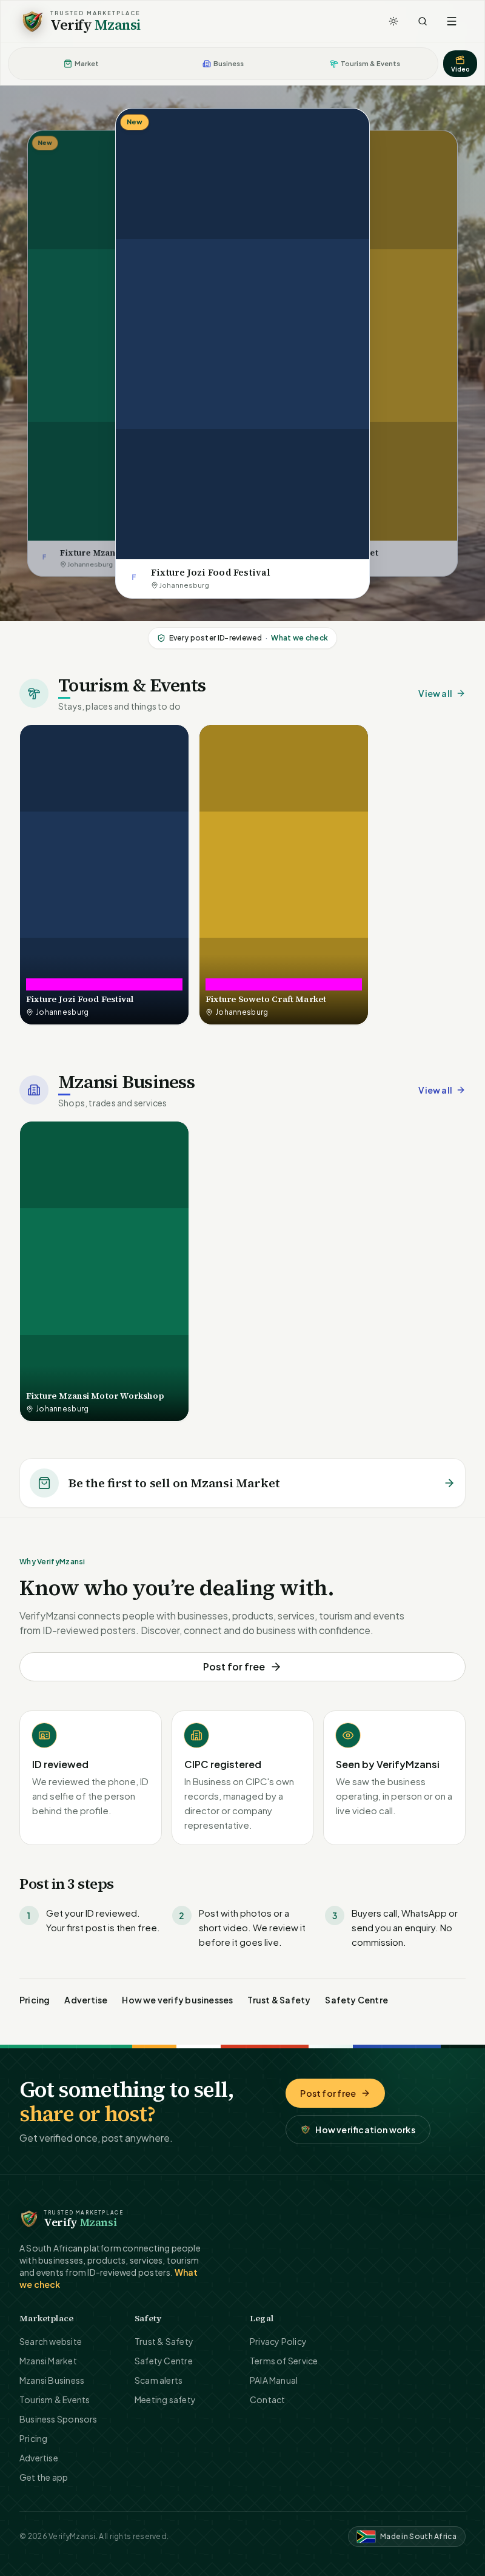 TRUSTED MARKETPLACE
Verify Mzansi
Market
Business
Tourism & Events
Video
New
New
Fixture Mzan
Johannesburg
et
F
Fixture Jozi Food Festival
Johannesburg
F
Every poster ID-reviewed · What we check
Tourism & Events
Stays, places and things to do
View all
Fixture Jozi Food Festival
Johannesburg
Fixture Soweto Craft Market
Johannesburg
Mzansi Business
Shops, trades and services
View all
Fixture Mzansi Motor Workshop
Johannesburg
Be the first to sell on Mzansi Market
Why VerifyMzansi
Know who you’re dealing with.
VerifyMzansi connects people with businesses, products, services, tourism and events
from ID-reviewed posters. Discover, connect and do business with confidence.
Post for free
ID reviewed
We reviewed the phone, ID
and selfie of the person
behind the profile.
CIPC registered
In Business on CIPC's own
records, managed by a
director or company
representative.
Seen by VerifyMzansi
We saw the business
operating, in person or on a
live video call.
Post in 3 steps
1
Get your ID reviewed.
Your first post is then free.
2
Post with photos or a
short video. We review it
before it goes live.
3
Buyers call, WhatsApp or
send you an enquiry. No
commission.
Pricing
Advertise
How we verify businesses
Trust & Safety
Safety Centre
Got something to sell,
share or host?
Get verified once, post anywhere.
Post for free
How verification works
TRUSTED MARKETPLACE
Verify Mzansi
A South African platform connecting people
with businesses, products, services, tourism
and events from ID-reviewed posters. What
we check
Marketplace
Search website
Mzansi Market
Mzansi Business
Tourism & Events
Business Sponsors
Pricing
Advertise
Get the app
Safety
Trust & Safety
Safety Centre
Scam alerts
Meeting safety
Legal
Privacy Policy
Terms of Service
PAIA Manual
Contact
© 2026 VerifyMzansi. All rights reserved.
Made in South Africa